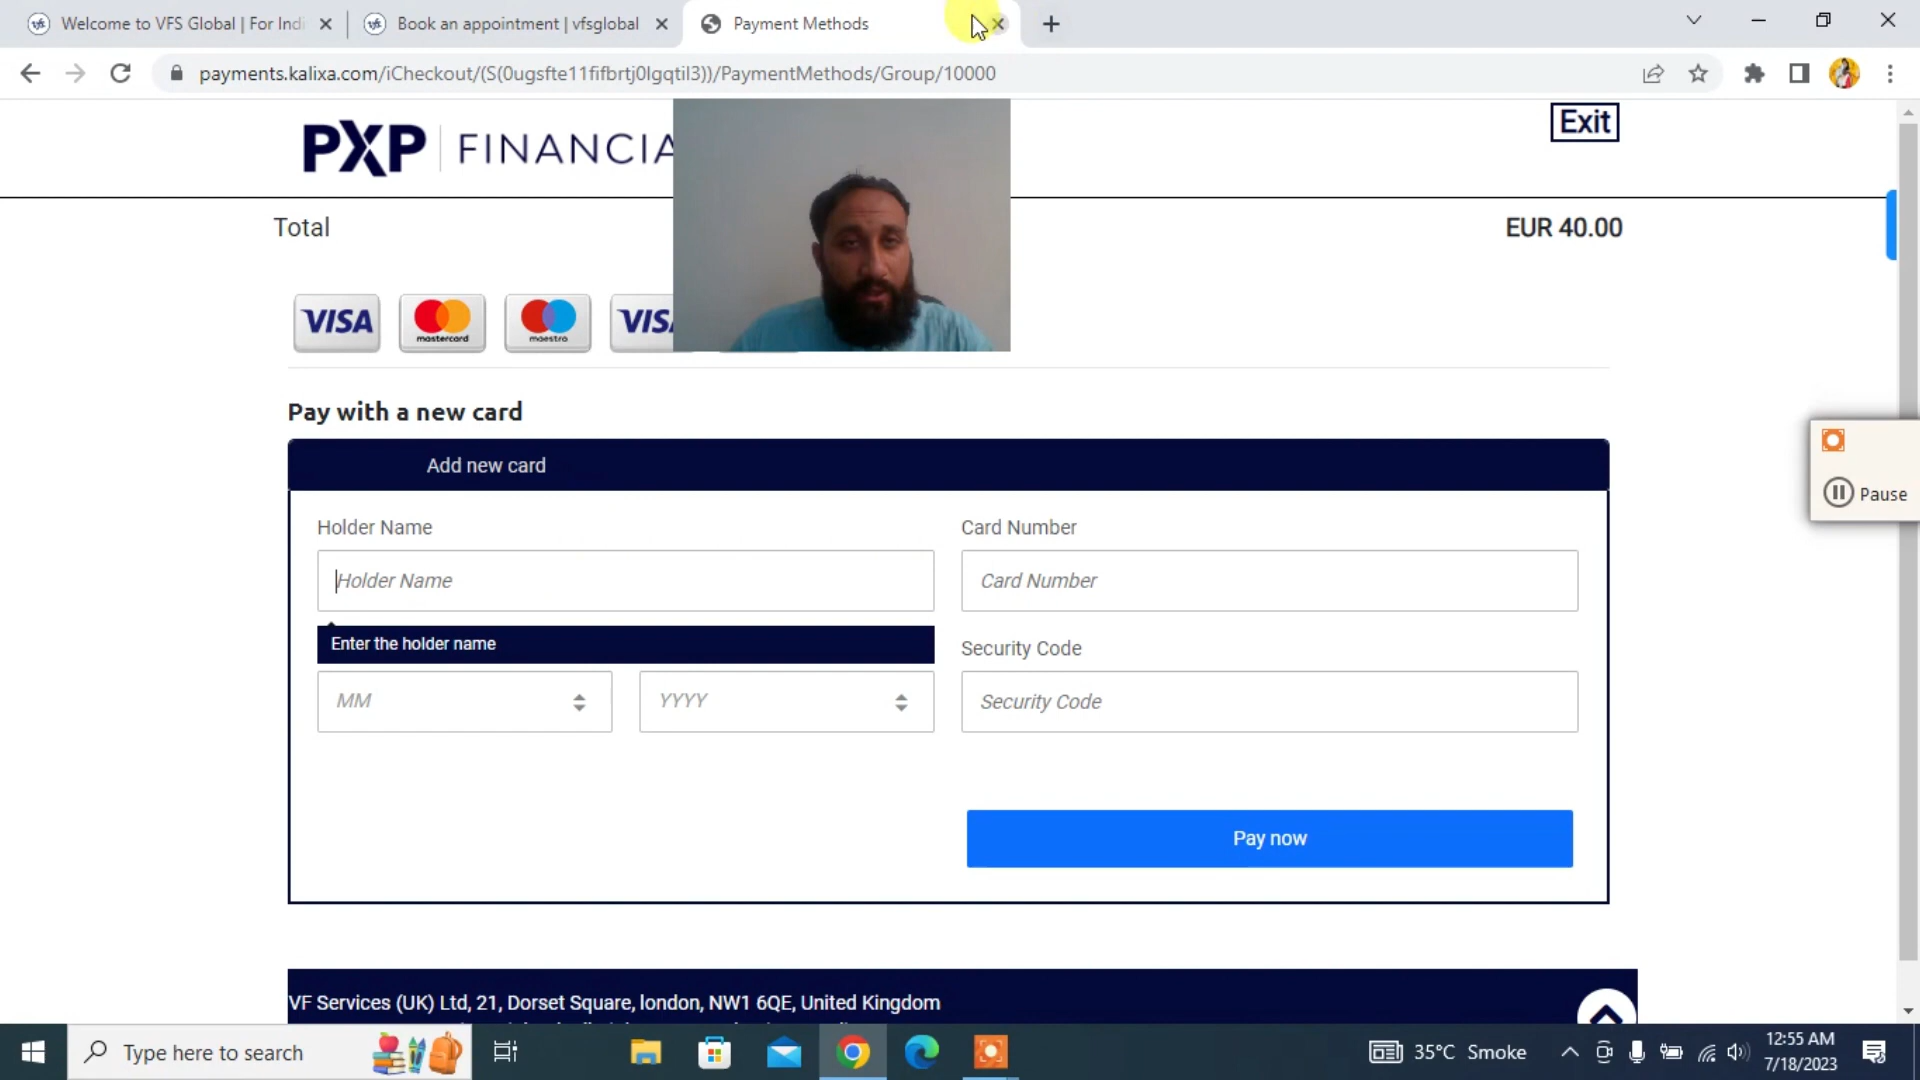 Welcome to VFS Global | For Indi
Book an appointment | vfsglobal
Payment Methods
payments.kalixa.com/iCheckout/(S(0ugsfte11fifbrtj0lgqtil3))/PaymentMethods/Group/10000
PXP FINANCIA
Exit
Total
EUR 40.00
VISA
mastercard
maestro
VISA
Pay with a new card
Add new card
Holder Name
Card Number
Holder Name
Card Number
Enter the holder name
Security Code
MM
YYYY
Security Code
Pause
Pay now
VF Services (UK) Ltd, 21, Dorset Square, london, NW1 6QE, United Kingdom
Type here to search
35°C Smoke
12:55 AM
7/18/2023